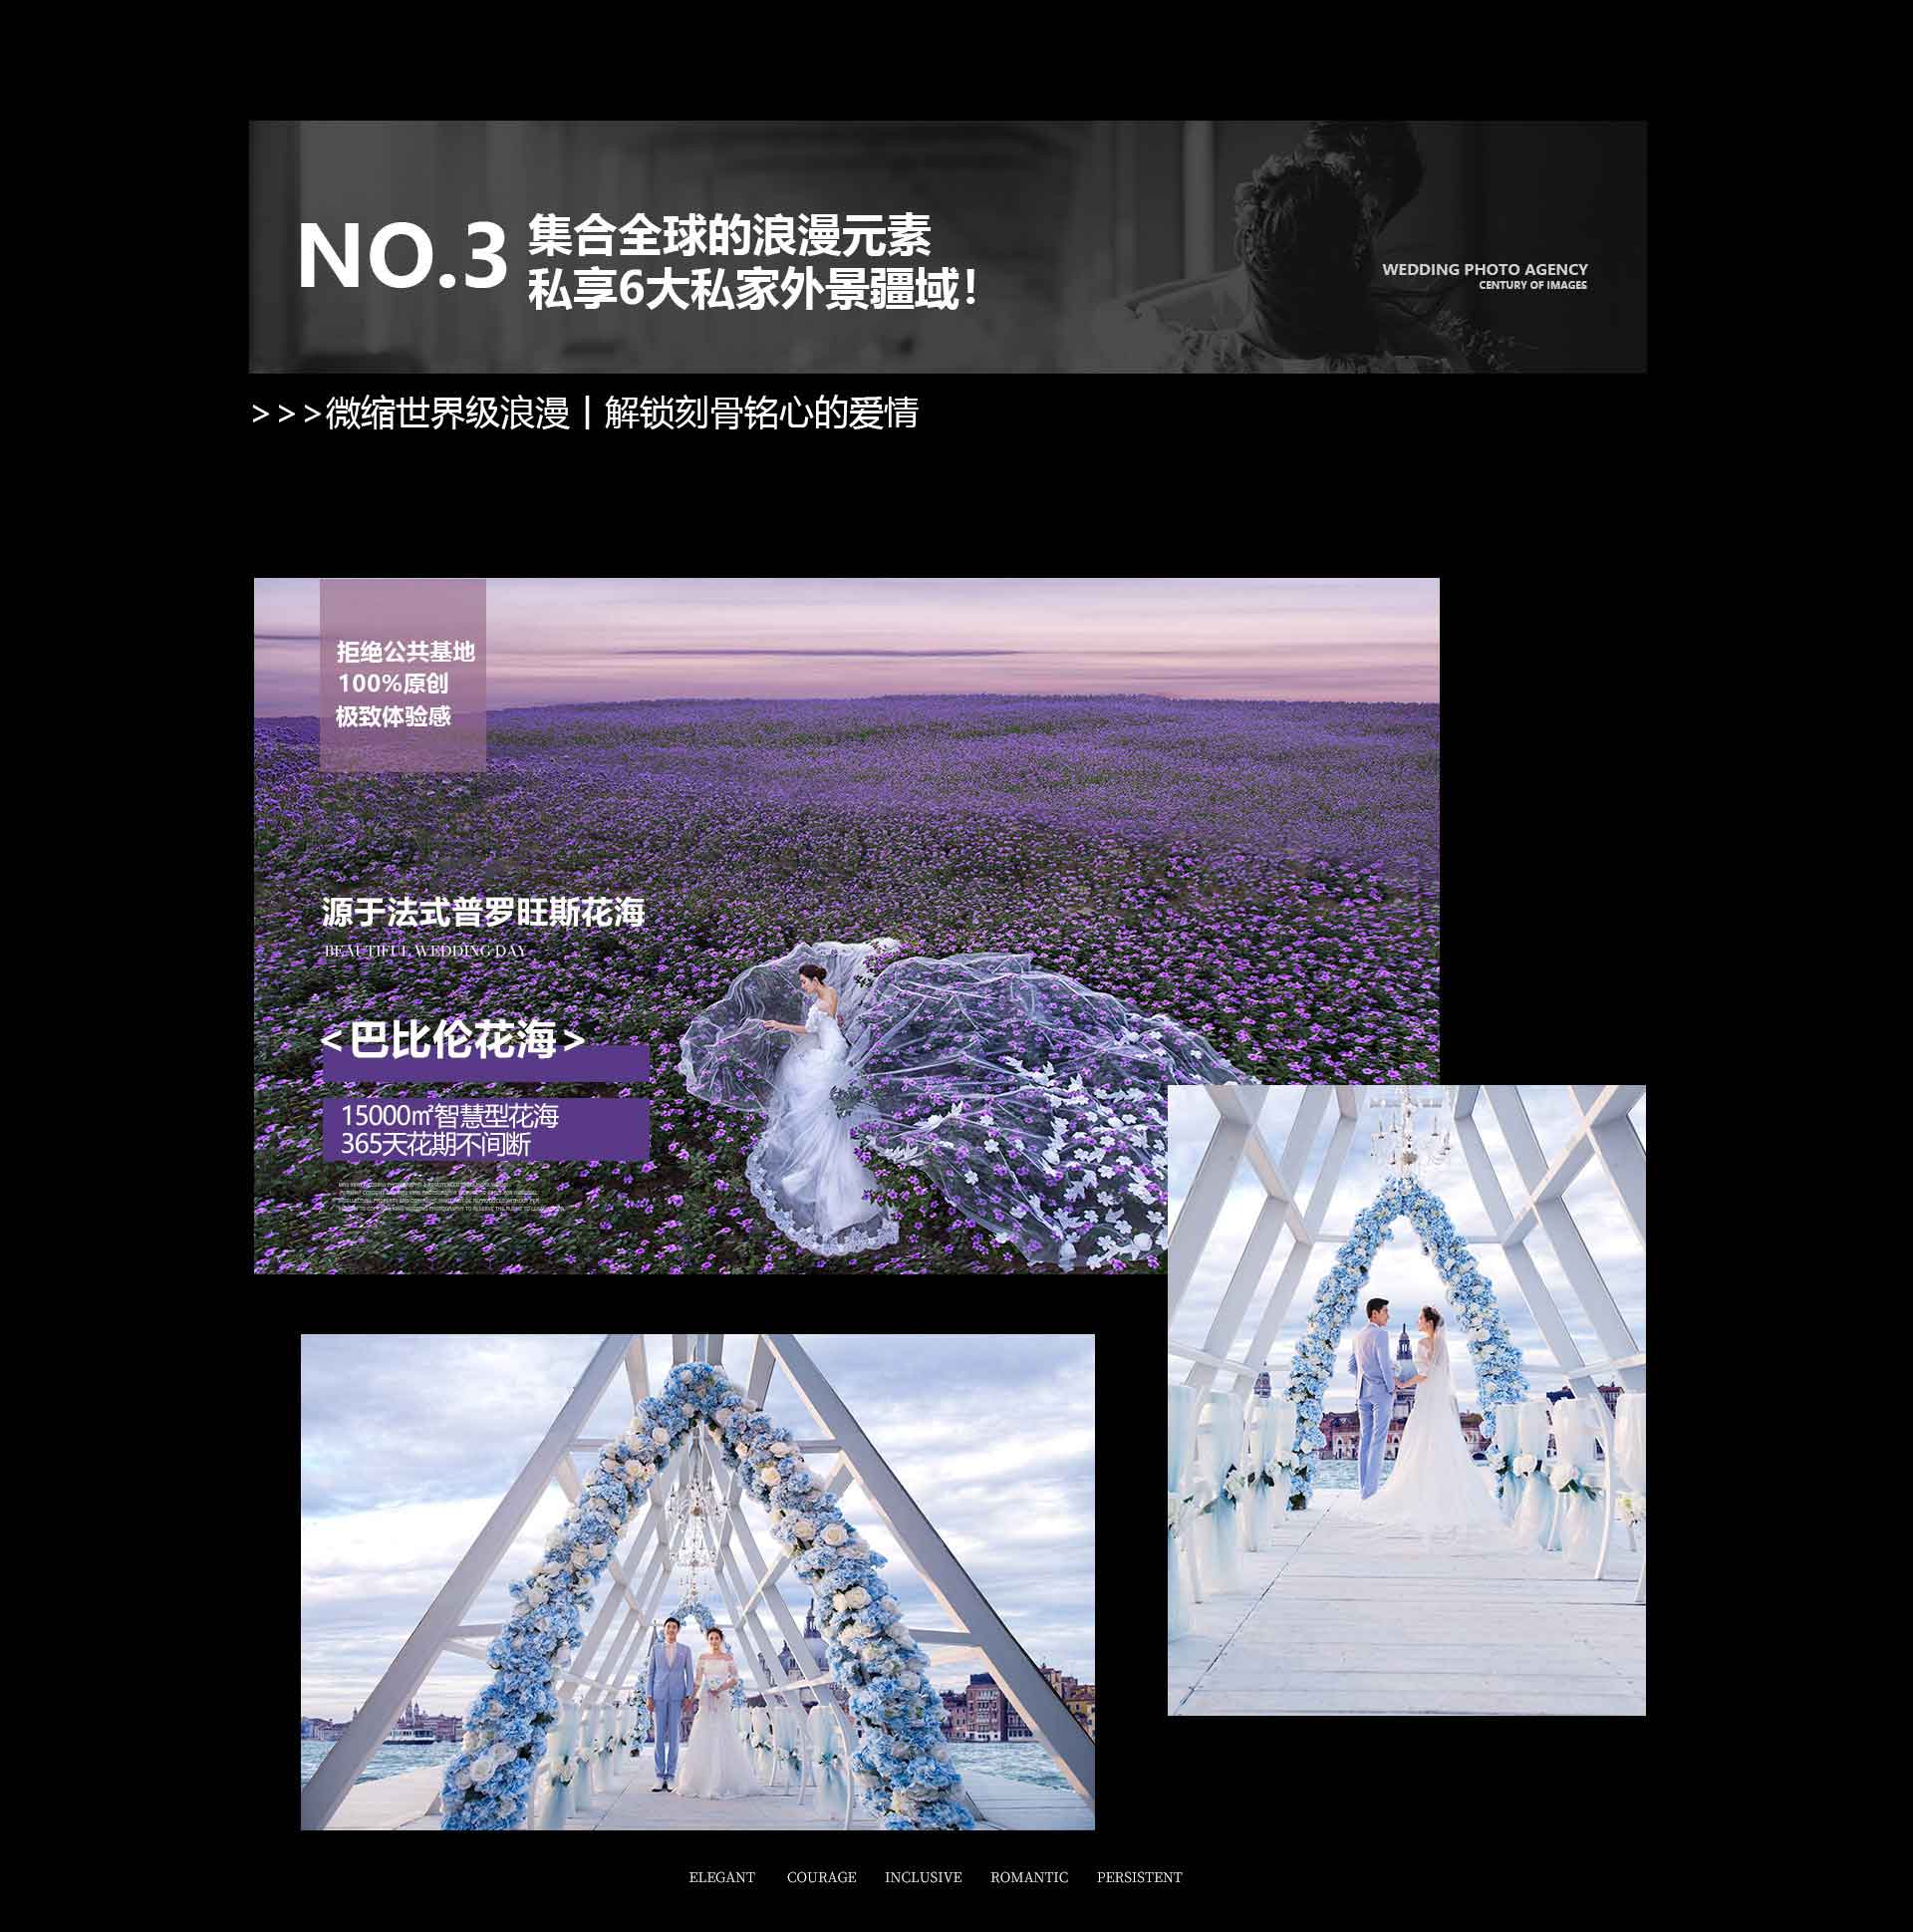 NO.3
集合全球的浪漫元素
私享6大私家外景疆域！
WEDDING PHOTO AGENCY
CENTURY OF IMAGES
>>>微缩世界级浪漫丨解锁刻骨铭心的爱情
拒绝公共基地
100%原创
极致体验感
源于法式普罗旺斯花海
BEAUTIFUL WEDDING DAY
<巴比伦花海>
15000㎡智慧型花海
365天花期不间断
ELEGANT COURAGE INCLUSIVE ROMANTIC PERSISTENT